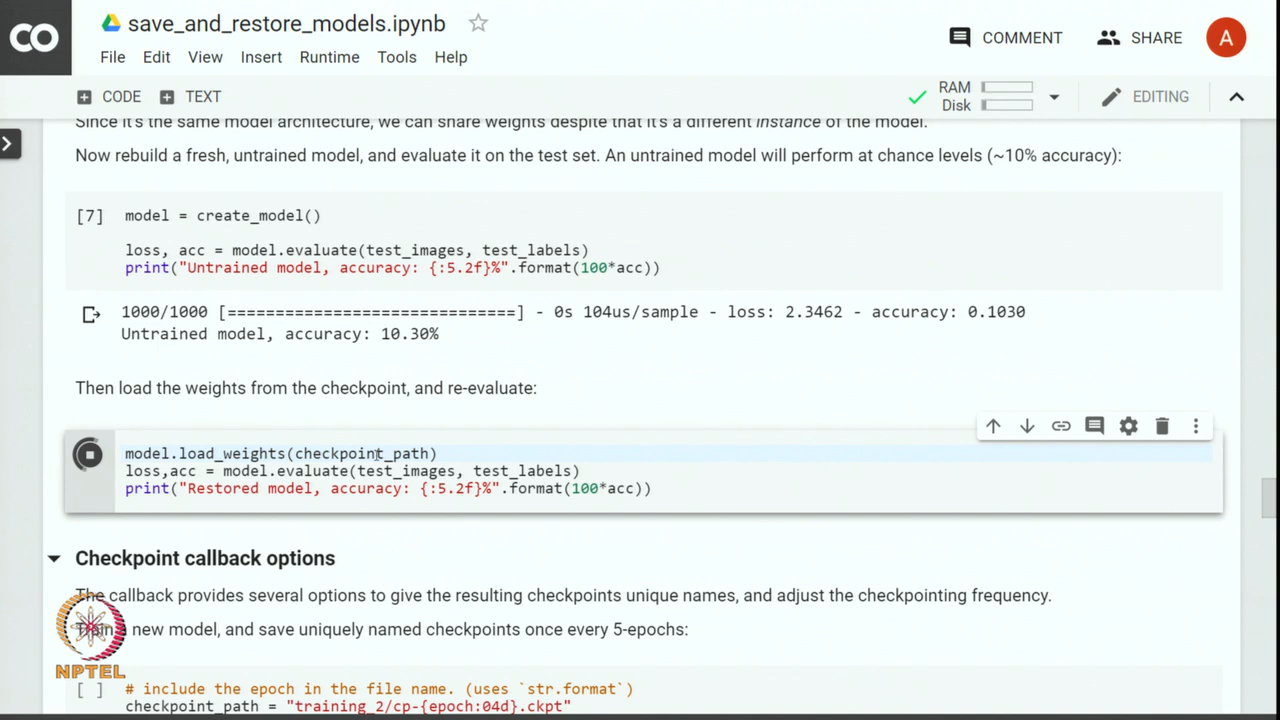 CO
save_and_restore_models.ipynb
COMMENT
SHARE
A
File Edit View Insert Runtime Tools Help
CODE TEXT
RAM
Disk
EDITING
Since it's the same model architecture, we can share weights despite that it's a different instance of the model.
Now rebuild a fresh, untrained model, and evaluate it on the test set. An untrained model will perform at chance levels (~10% accuracy):
[7] model = create_model()
loss, acc = model.evaluate(test_images, test_labels)
print("Untrained model, accuracy: {:5.2f}%".format(100*acc))
1000/1000 [==============================] - 0s 104us/sample - loss: 2.3462 - accuracy: 0.1030
Untrained model, accuracy: 10.30%
Then load the weights from the checkpoint, and re-evaluate:
model.load_weights(checkpoint_path)
loss,acc = model.evaluate(test_images, test_labels)
print("Restored model, accuracy: {:5.2f}%".format(100*acc))
Checkpoint callback options
The callback provides several options to give the resulting checkpoints unique names, and adjust the checkpointing frequency.
Train a new model, and save uniquely named checkpoints once every 5-epochs:
NPTEL
[ ] # include the epoch in the file name. (uses `str.format`)
checkpoint_path = "training_2/cp-{epoch:04d}.ckpt"